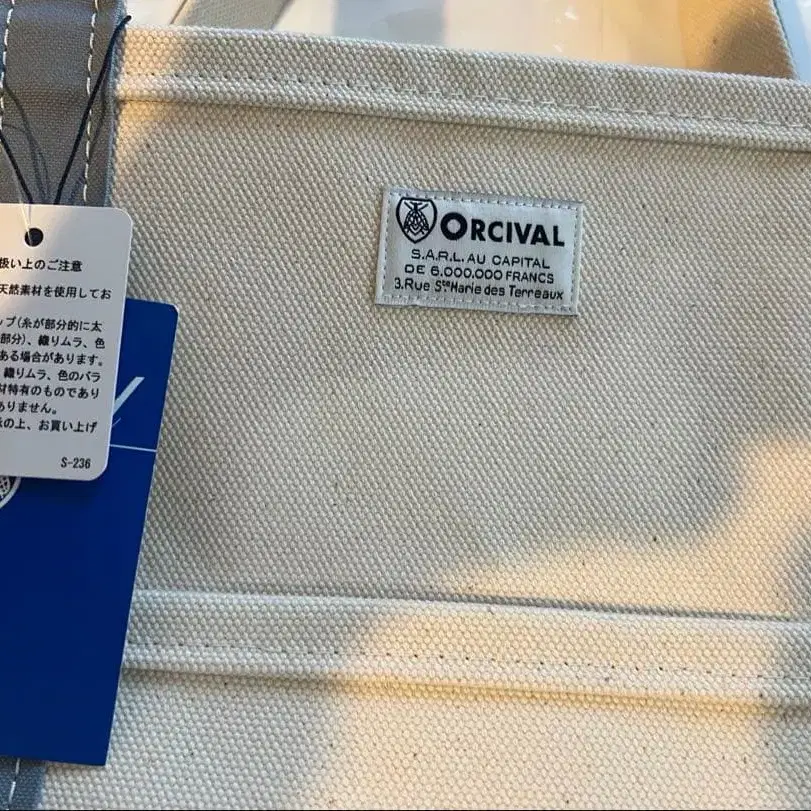 ORCIVAL
S.A.R.L. AU CAPITAL
DE 6.000.000 FRANCS
3.Rue Ste Marie des Terreaux
扱い上のご注意
天然素材を使用してお
ップ(糸が部分的に太
部分)、織りムラ、色
ある場合があります。
織りムラ、色のバラ
材特有のものであり
ありません。
の上、お買い上げ
S-236